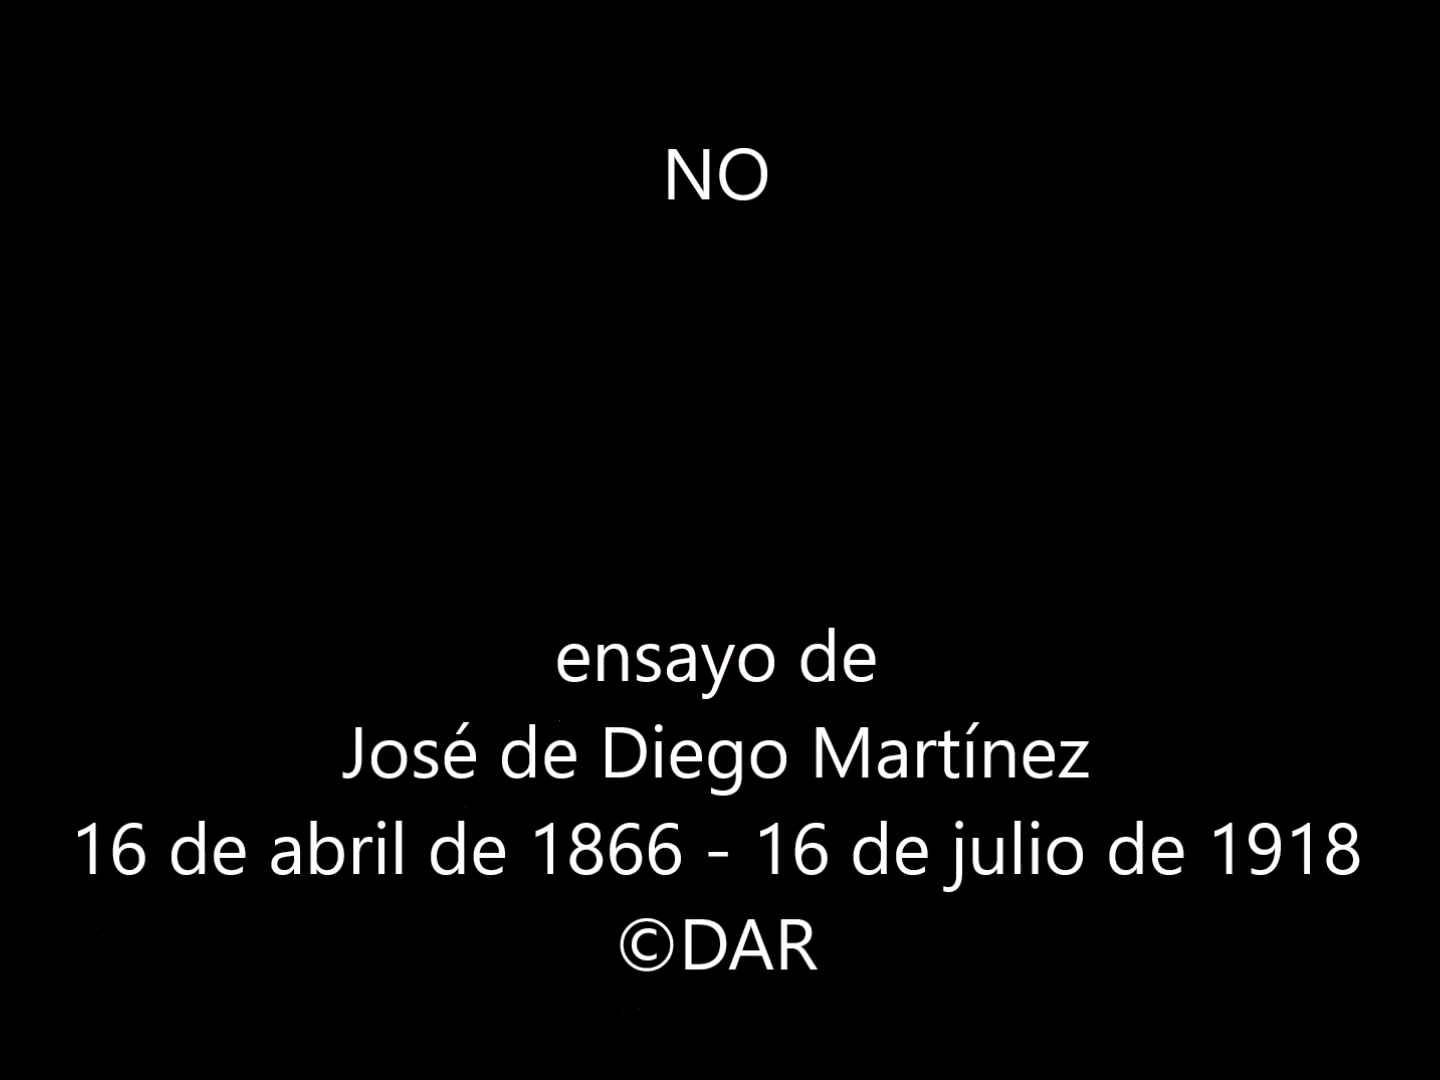 NO
ensayo de
José de Diego Martínez
16 de abril de 1866 - 16 de julio de 1918
©DAR